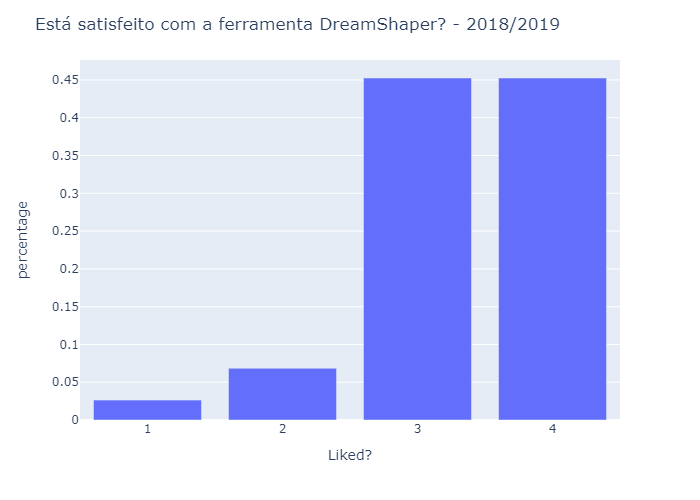 Está satisfeito com a ferramenta DreamShaper? - 2018/2019
0.45
0.4
0.35
0.3
0.25
0.2
0.15
0.1
0.05
0
percentage
1 2 3 4
Liked?